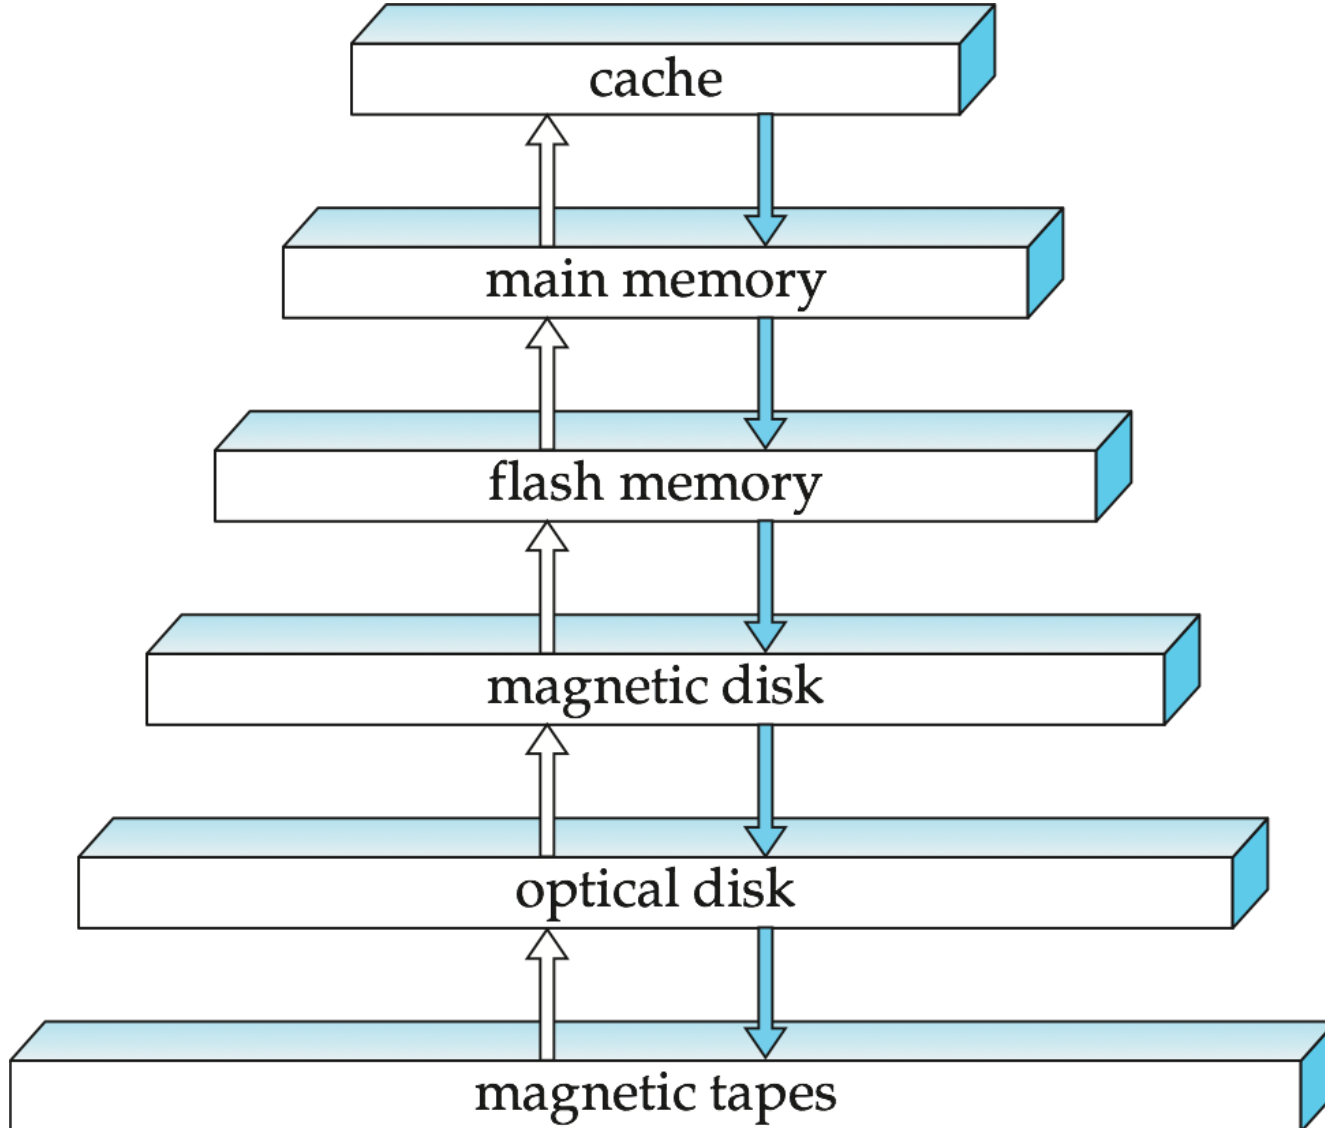 cache
main memory
flash memory
magnetic disk
optical disk
magnetic tapes